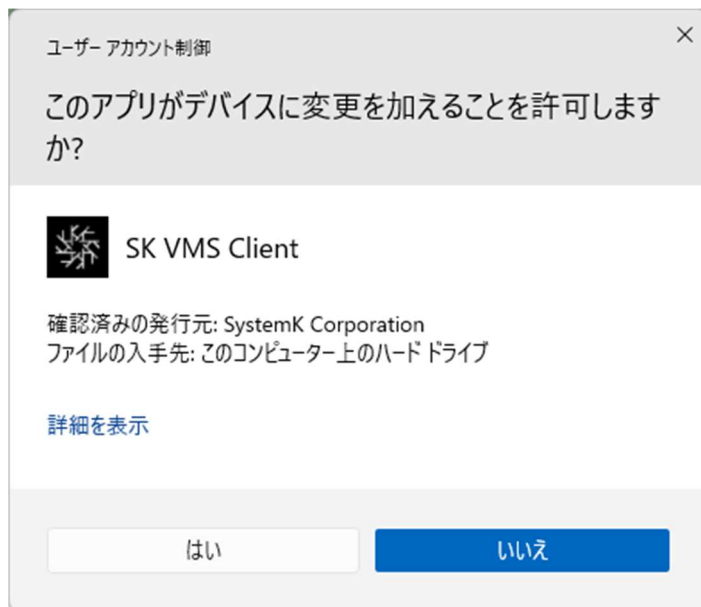 ユーザー アカウント制御
このアプリがデバイスに変更を加えることを許可します
か?
SK VMS Client
確認済みの発行元: SystemK Corporation
ファイルの入手先: このコンピューター上のハード ドライブ
詳細を表示
はい
いいえ